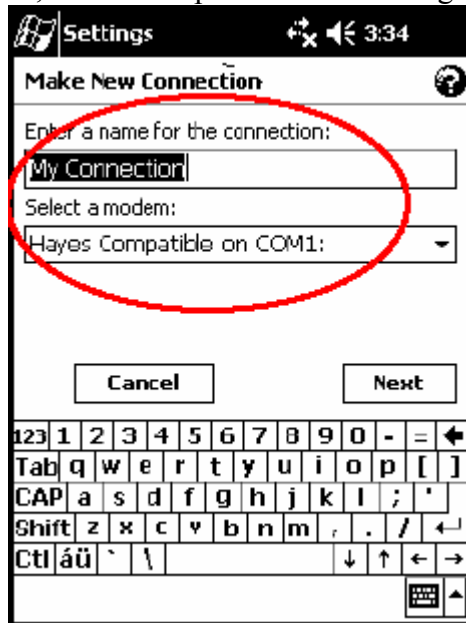 Settings 3:34
Make New Connection
Enter a name for the connection:
My Connection
Select a modem:
Hayes Compatible on COM1:
Cancel Next
123 1 2 3 4 5 6 7 8 9 0 - =
Tab q w e r t y u i o p [ ]
CAP a s d f g h j k l ; '
Shift z x c v b n m , . /
Ctl áü ` \